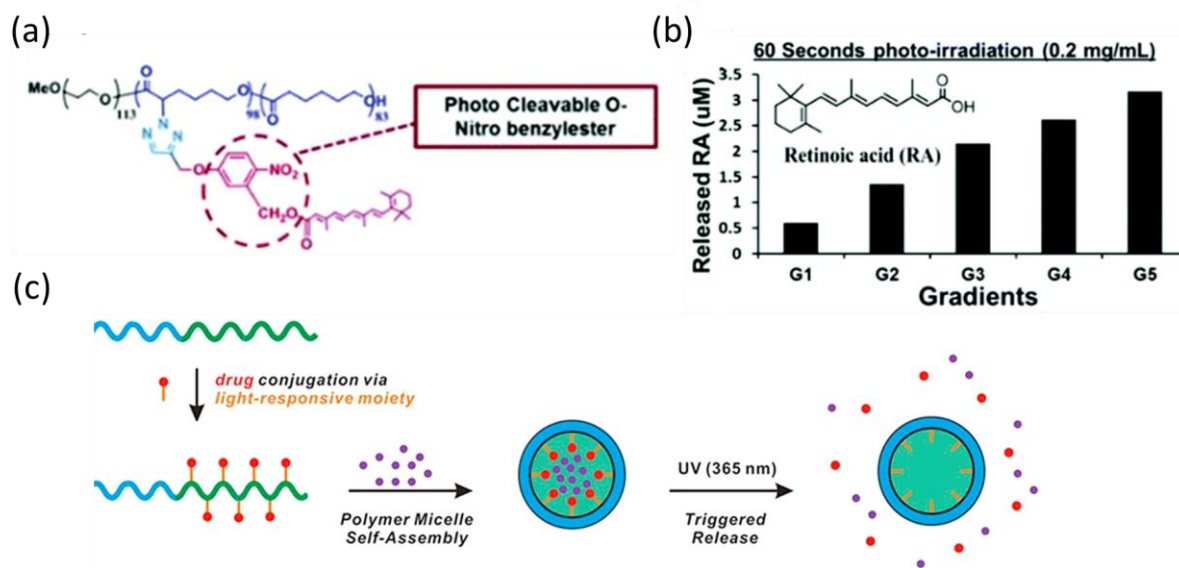 (a)
MeO
O
113
O
O
98
O
OH
83
N
N
N
O
NO₂
CH₂O
O
Photo Cleavable O-
Nitro benzylester
(b)
60 Seconds photo-irradiation (0.2 mg/mL)
Released RA (uM)
3.5
3
2.5
2
1.5
1
0.5
0
O
OH
Retinoic acid (RA)
G1 G2 G3 G4 G5
Gradients
(c)
drug conjugation via
light-responsive moiety
Polymer Micelle
Self-Assembly
UV (365 nm)
Triggered
Release